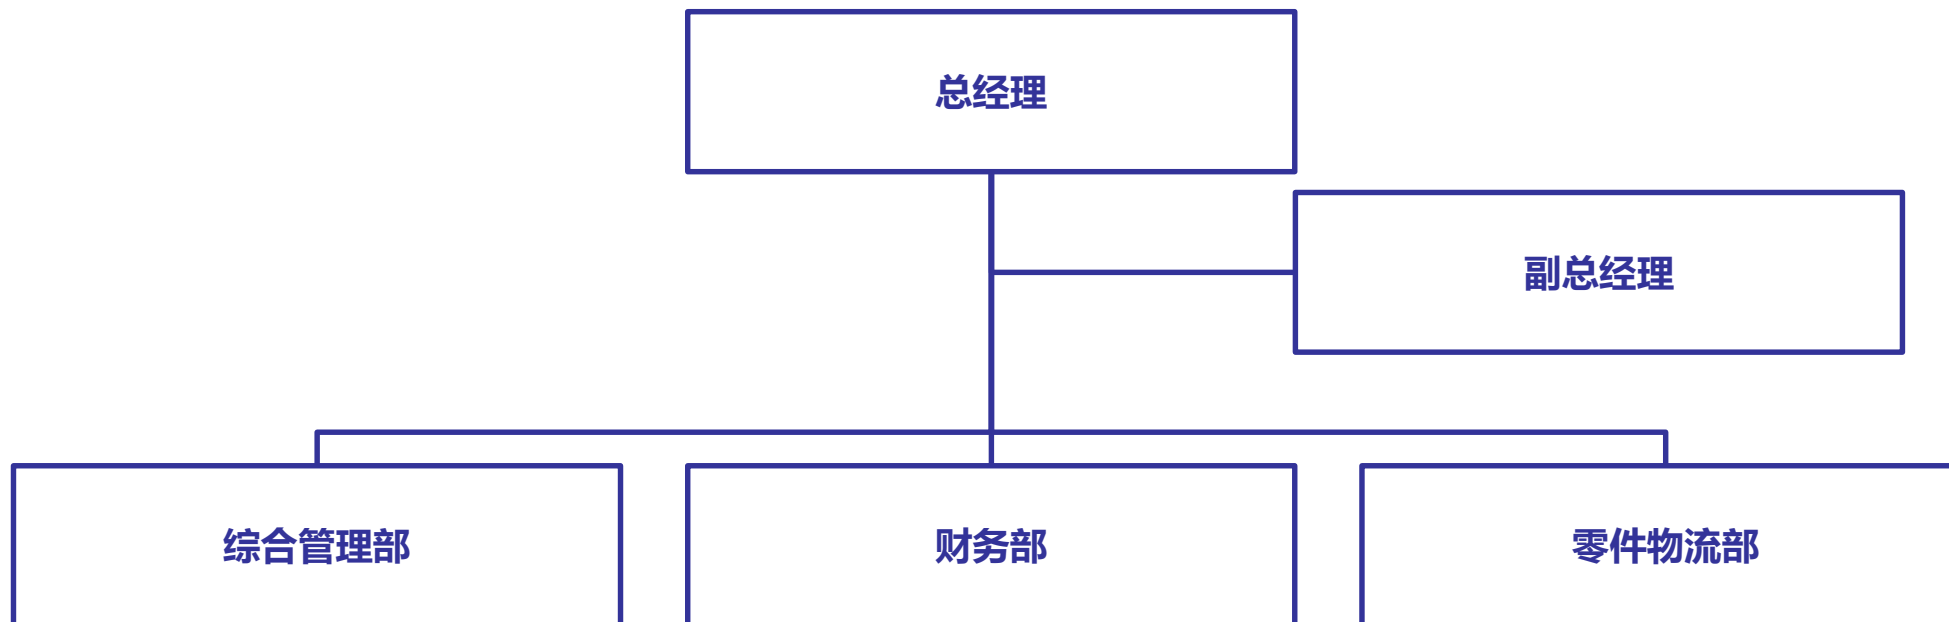 总经理
副总经理
综合管理部
财务部
零件物流部